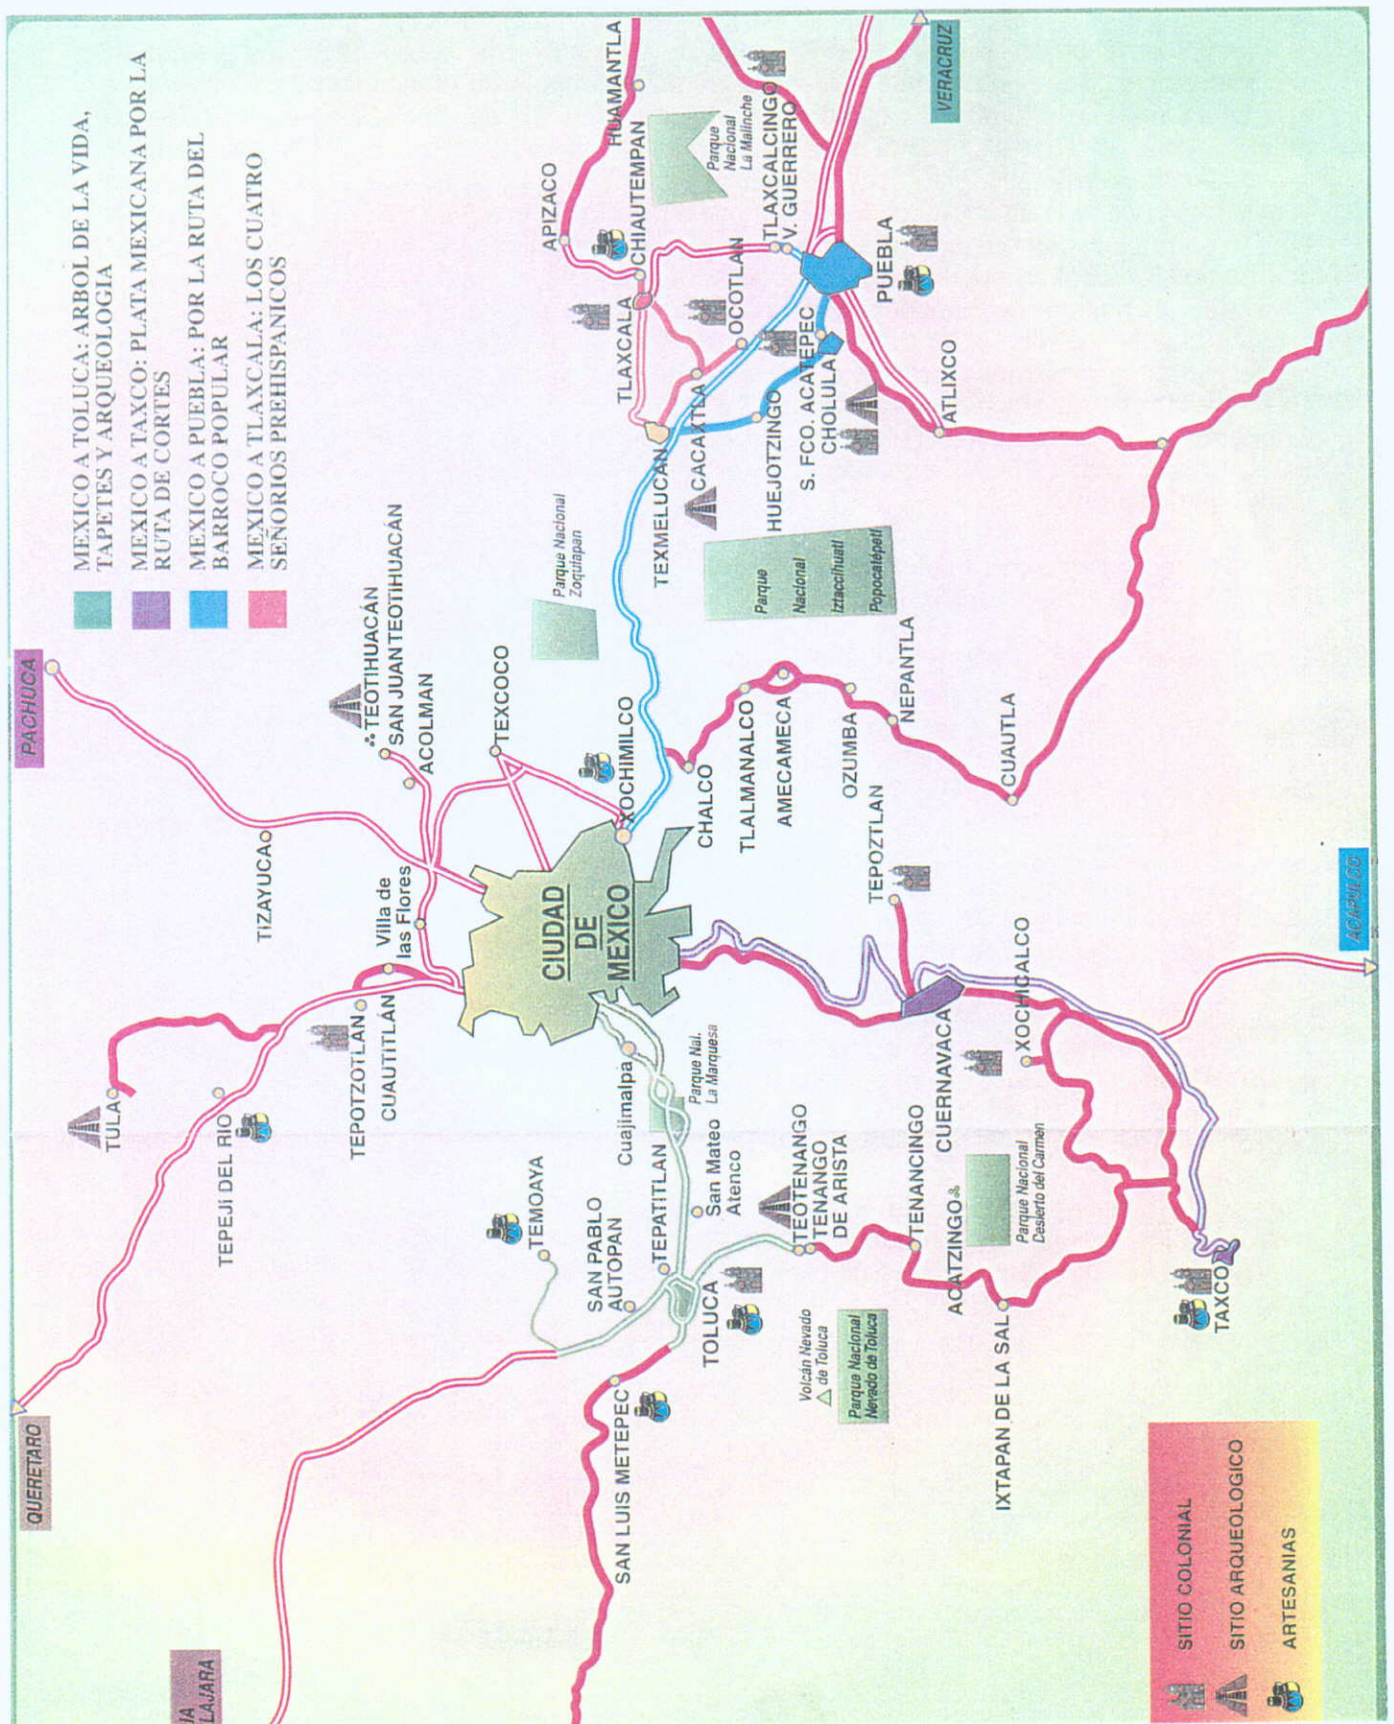 MEXICO A TOLUCA: ARBOL DE LA VIDA,
TAPETES Y ARQUEOLOGIA
MEXICO A TAXCO: PLATA MEXICANA POR LA
RUTA DE CORTES
MEXICO A PUEBLA: POR LA RUTA DEL
BARROCO POPULAR
MEXICO A TLAXCALA: LOS CUATRO
SEÑORIOS PREHISPANICOS
QUERETARO
PACHUCA
LAJARA
TULA
TEPEJI DEL RIO
TIZAYUCA
TEPOTZOTLAN
CUAUTITLÁN
Villa de
las Flores
TEOTIHUACÁN
SAN JUAN TEOTIHUACÁN
ACOLMAN
TEXCOCO
XOCHIMILCO
CIUDAD
DE
MEXICO
Parque Nacional
Zoquiapan
APIZACO
HUAMANTLA
CHIAUTEMPAN
TLAXCALA
OCOTLAN
Parque
Nacional
La Malinche
TLAXCALCINGO
V. GUERRERO
PUEBLA
VERACRUZ
TEXMELUCAN
CACAXTLA
HUEJOTZINGO
S. FCO. ACATEPEC
CHOLULA
ATLIXCO
Parque
Nacional
Iztaccihuatl
Popocatépetl
CHALCO
TLALMANALCO
AMECAMECA
OZUMBA
NEPANTLA
CUAUTLA
TEPOZTLAN
CUERNAVACA
XOCHICALCO
ACAPULCO
Cuajimalpa
Parque Nal.
La Marquesa
TEMOAYA
SAN PABLO
AUTOPAN
TEPATITLAN
San Mateo
Atenco
TOLUCA
SAN LUIS METEPEC
TEOTENANGO
TENANGO
DE ARISTA
Volcán Nevado
de Toluca
Parque Nacional
Nevado de Toluca
TENANCINGO
ACATZINGO
Parque Nacional
Desierto del Carmen
IXTAPAN DE LA SAL
TAXCO
SITIO COLONIAL
SITIO ARQUEOLOGICO
ARTESANIAS